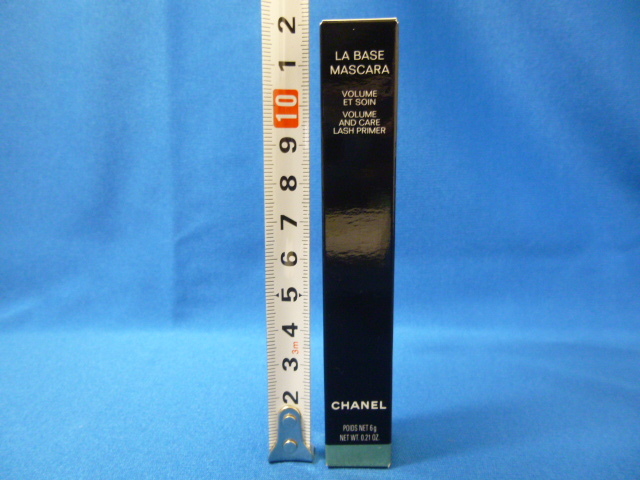 LA BASE
MASCARA
VOLUME
ET SOIN
VOLUME
AND CARE
LASH PRIMER
CHANEL
POIDS NET 6g
NET WT. 0.21 OZ.
2
1
10
9
8
7
6
5
4
3m
3
2